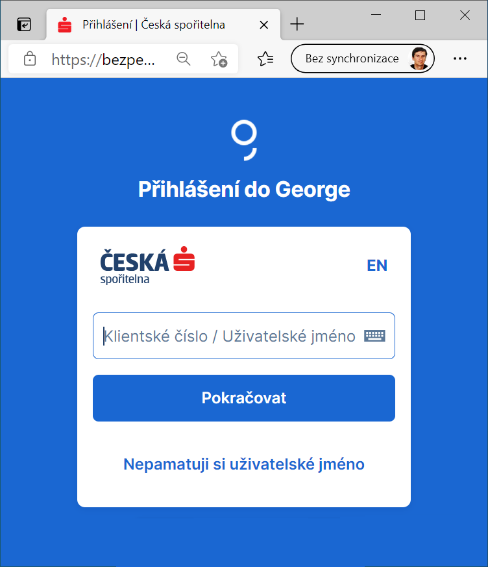 Přihlášení | Česká spořitelna
https://bezpe...
Bez synchronizace
Přihlášení do George
ČESKÁ
spořitelna
EN
Klientské číslo / Uživatelské jméno
Pokračovat
Nepamatuji si uživatelské jméno